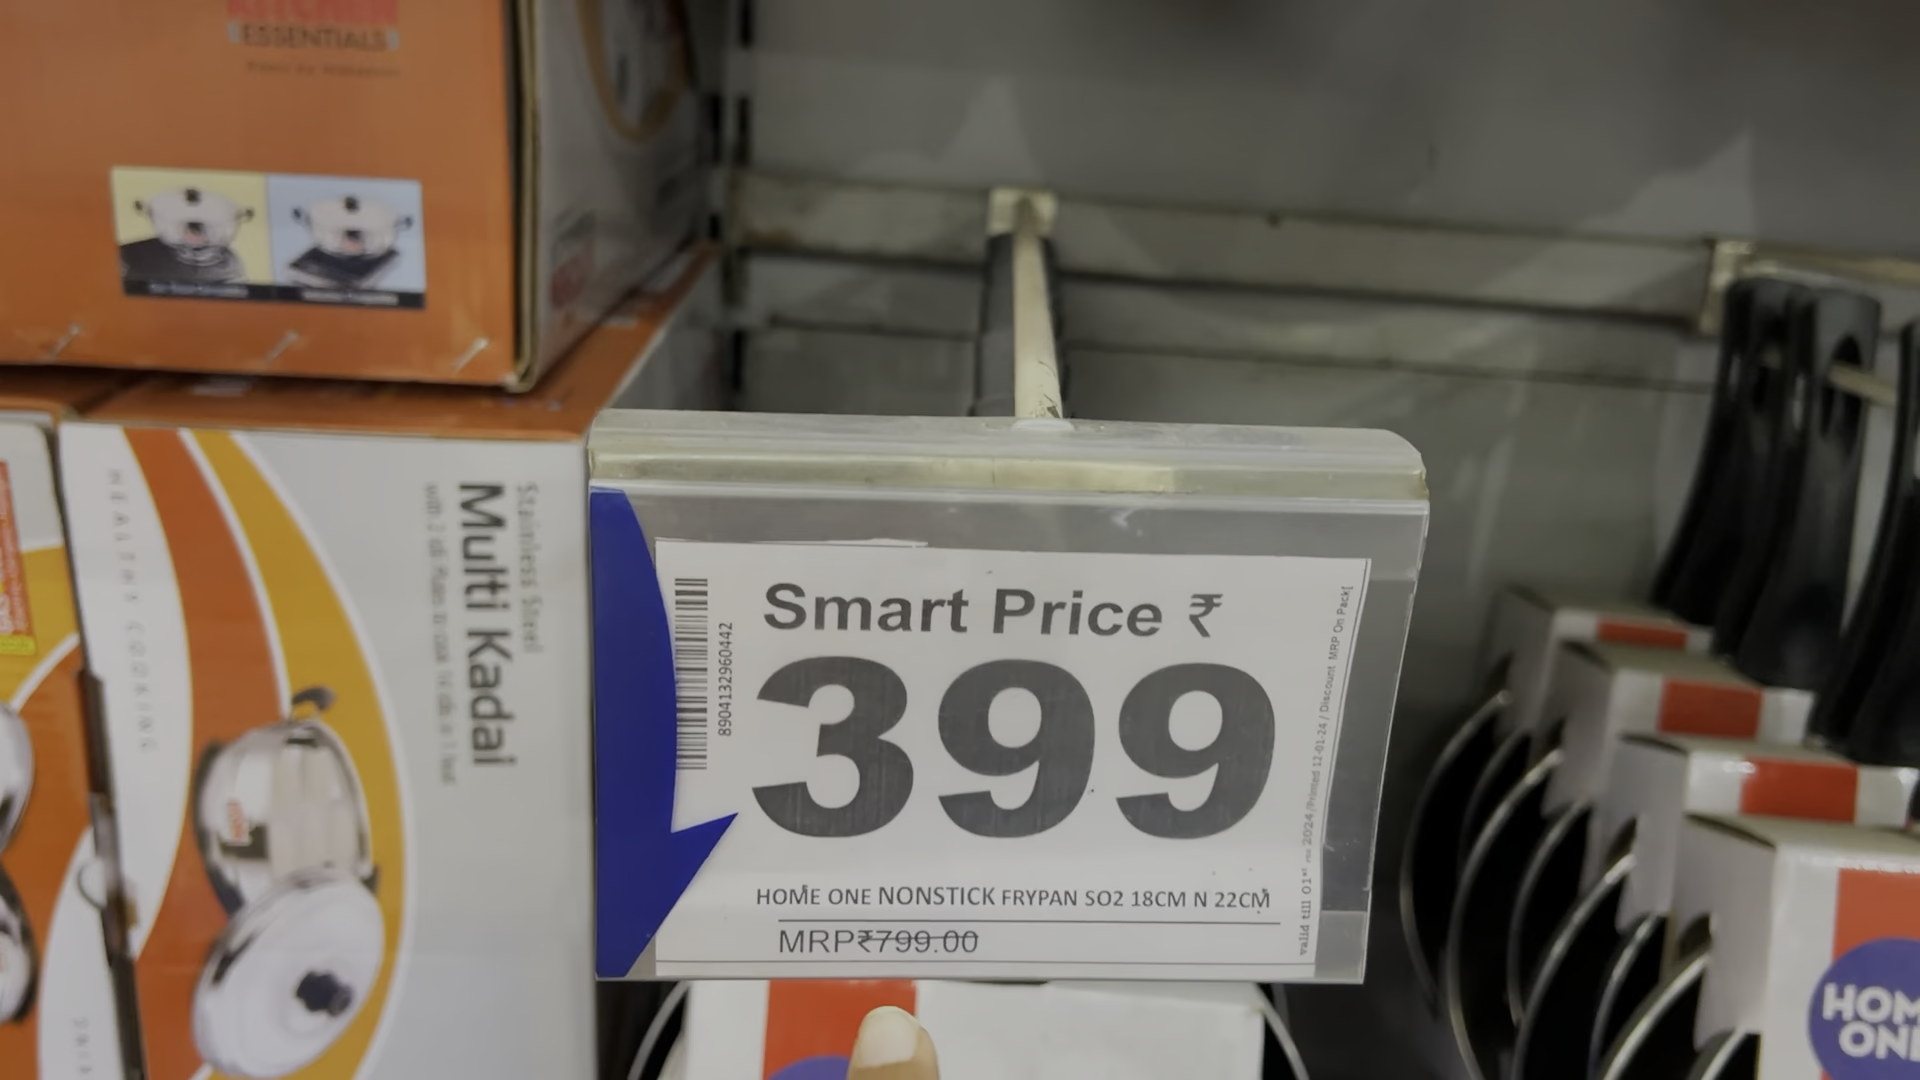 KITCHEN
ESSENTIALS
Stainless Steel
Multi Kadai
HEALTHY COOKING
Smart Price ₹
399
8904132960442
HOME ONE NONSTICK FRYPAN SO2 18CM N 22CM
MRP₹799.00
valid till 01st 2024/Printed 12-01-24 / Discount MRP On Pack[
HOM
ONE